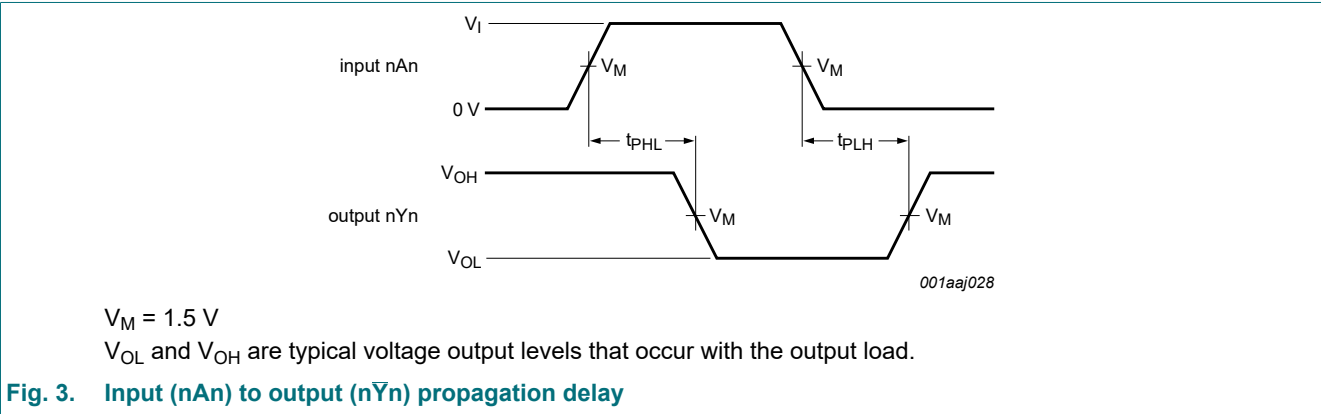 V_I
input nAn
V_M
V_M
0 V
t_PHL
t_PLH
V_OH
output nYn
V_M
V_M
V_OL
001aaj028
V_M = 1.5 V
V_OL and V_OH are typical voltage output levels that occur with the output load.
Fig. 3. Input (nAn) to output (nY̅n) propagation delay